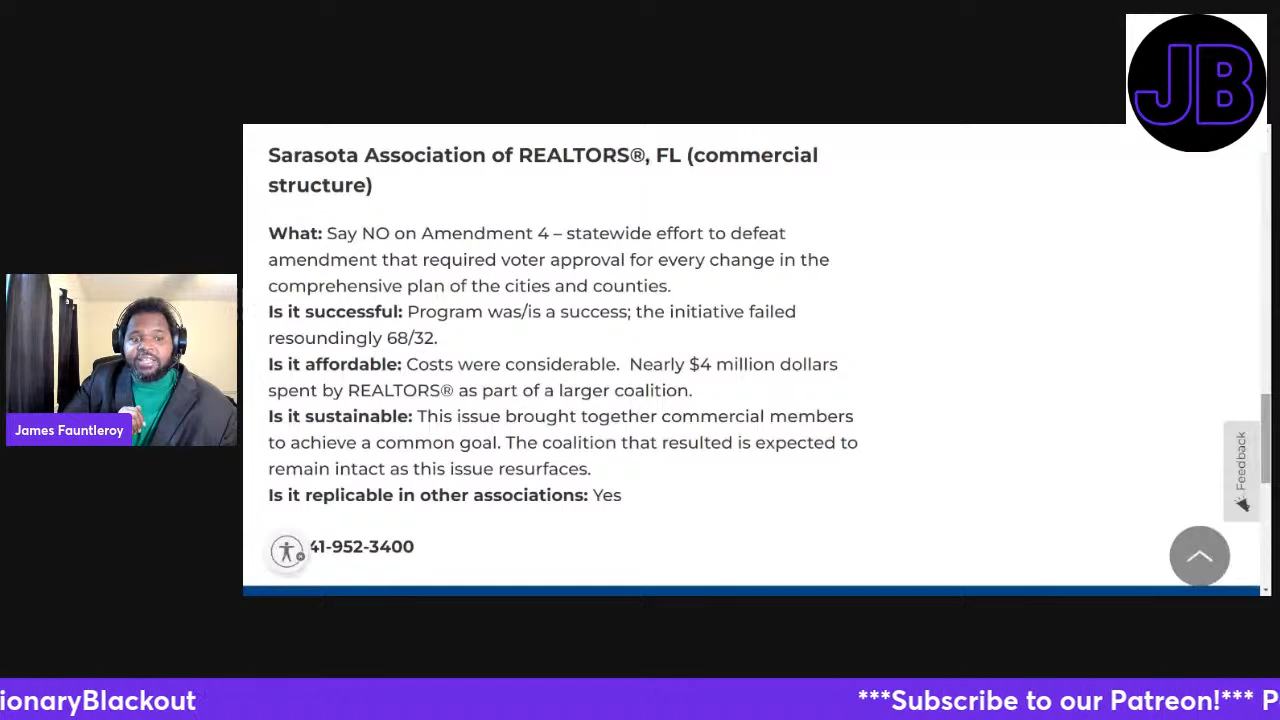 JB
Sarasota Association of REALTORS®, FL (commercial
structure)
What: Say NO on Amendment 4 – statewide effort to defeat
amendment that required voter approval for every change in the
comprehensive plan of the cities and counties.
Is it successful: Program was/is a success; the initiative failed
resoundingly 68/32.
Is it affordable: Costs were considerable.  Nearly $4 million dollars
spent by REALTORS® as part of a larger coalition.
Is it sustainable: This issue brought together commercial members
to achieve a common goal. The coalition that resulted is expected to
remain intact as this issue resurfaces.
Is it replicable in other associations: Yes
41-952-3400
Feedback
James Fauntleroy
ionaryBlackout
***Subscribe to our Patreon!*** P